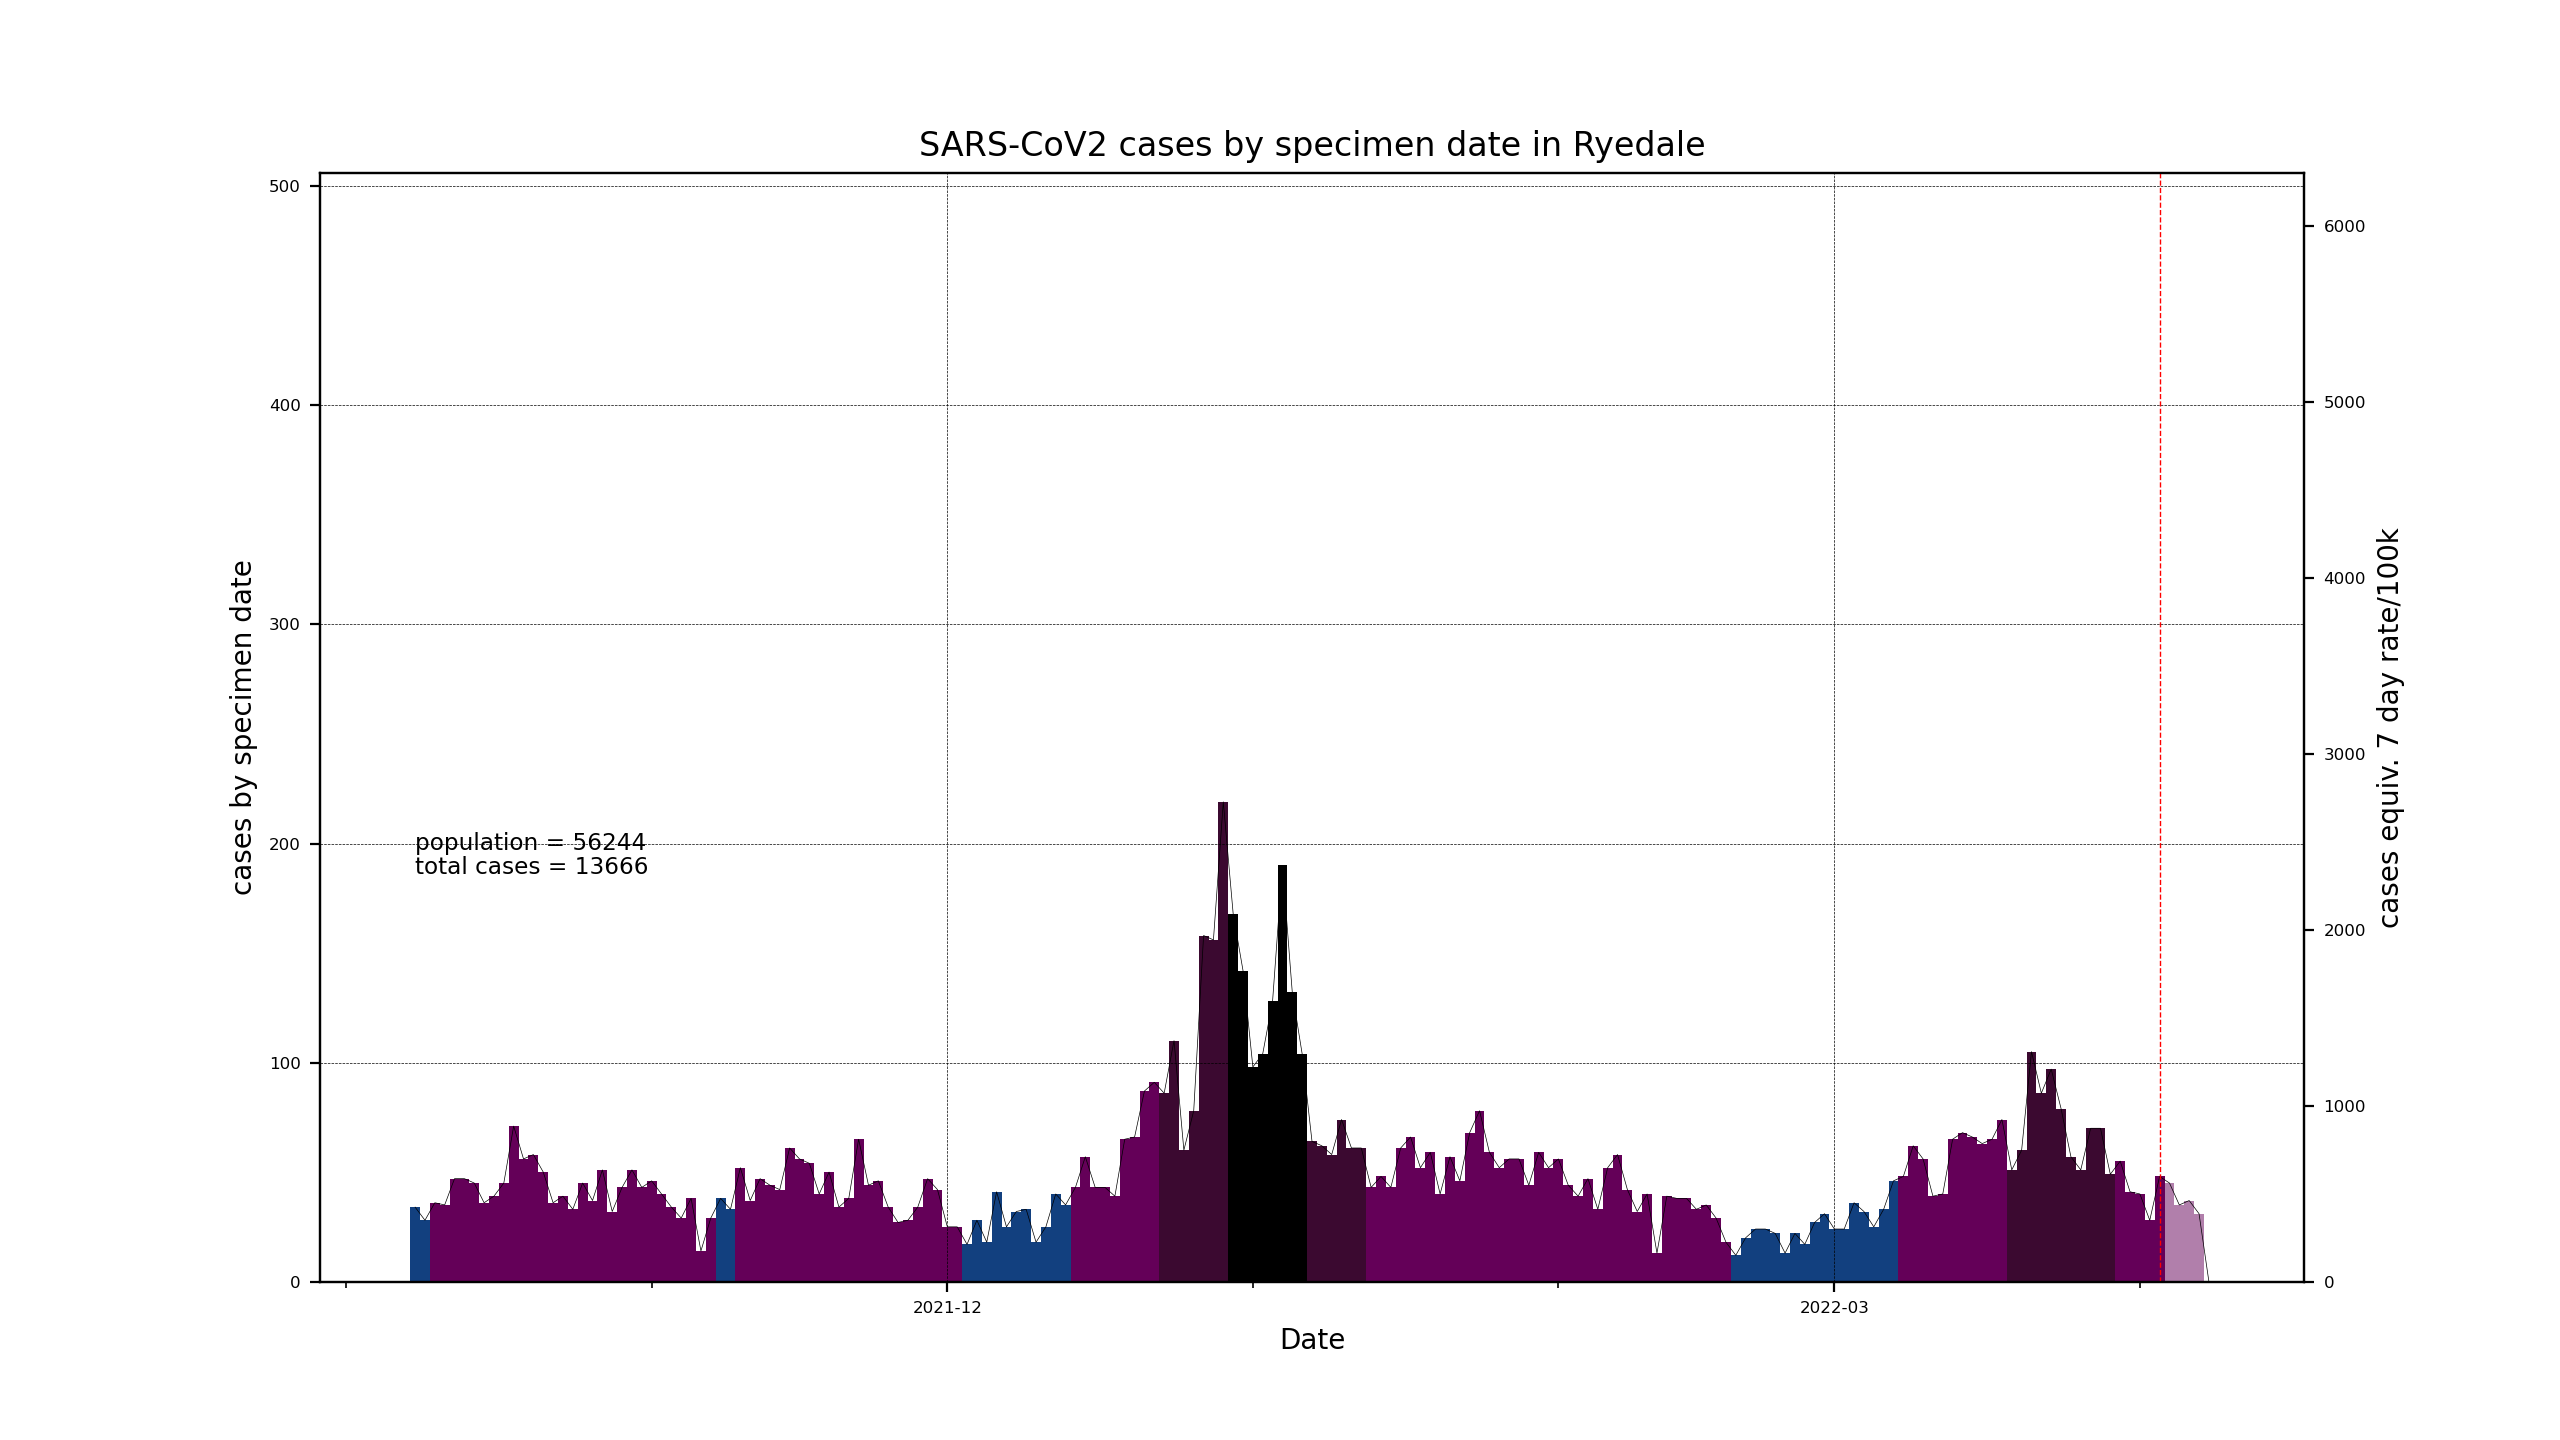 SARS-CoV2 cases by specimen date in Ryedale
cases by specimen date
500
400
300
200
100
0
population = 56244
total cases = 13666
6000
5000
4000
3000
2000
1000
0
cases equiv. 7 day rate/100k
2021-12
2022-03
Date